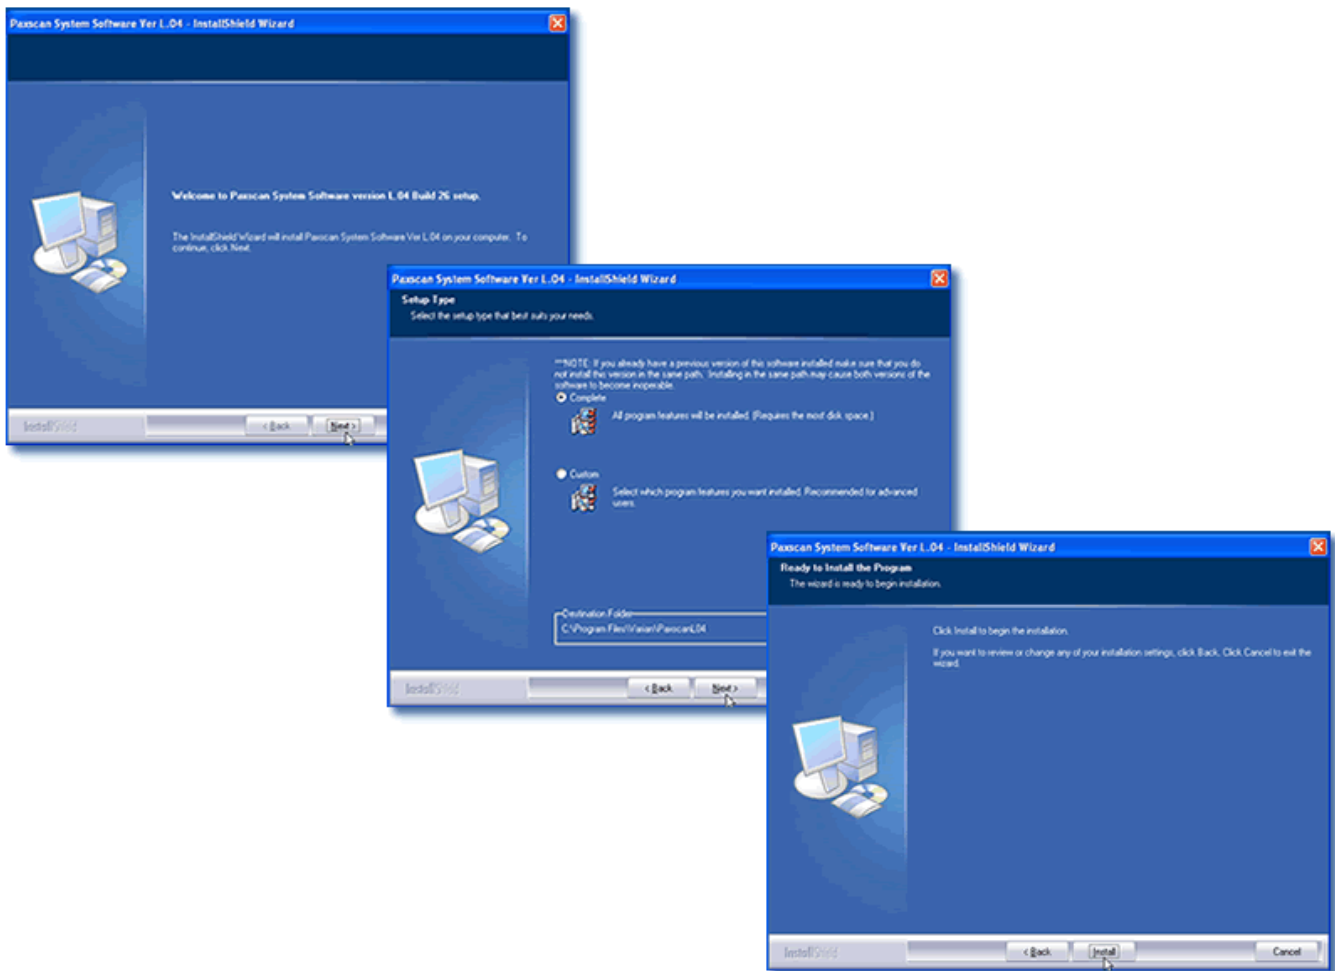 Paxscan System Software Ver L.04 - InstallShield Wizard
Welcome to Paxscan System Software version L.04 Build 26 setup.
The InstallShield Wizard will install Paxscan System Software Ver L.04 on your computer. To
continue, click Next.
InstallShield
< Back
Next >
Paxscan System Software Ver L.04 - InstallShield Wizard
Setup Type
Select the setup type that best suits your needs.
**NOTE: If you already have a previous version of this software installed make sure that you do
not install this version in the same path. Installing in the same path may cause both versions of the
software to become inoperable.
Complete
All program features will be installed. (Requires the most disk space.)
Custom
Select which program features you want installed. Recommended for advanced
users.
Destination Folder
C:\Program Files\Varian\PaxscanL04
InstallShield
< Back
Next >
Paxscan System Software Ver L.04 - InstallShield Wizard
Ready to Install the Program
The wizard is ready to begin installation.
Click Install to begin the installation.
If you want to review or change any of your installation settings, click Back. Click Cancel to exit the
wizard.
InstallShield
< Back
Install
Cancel